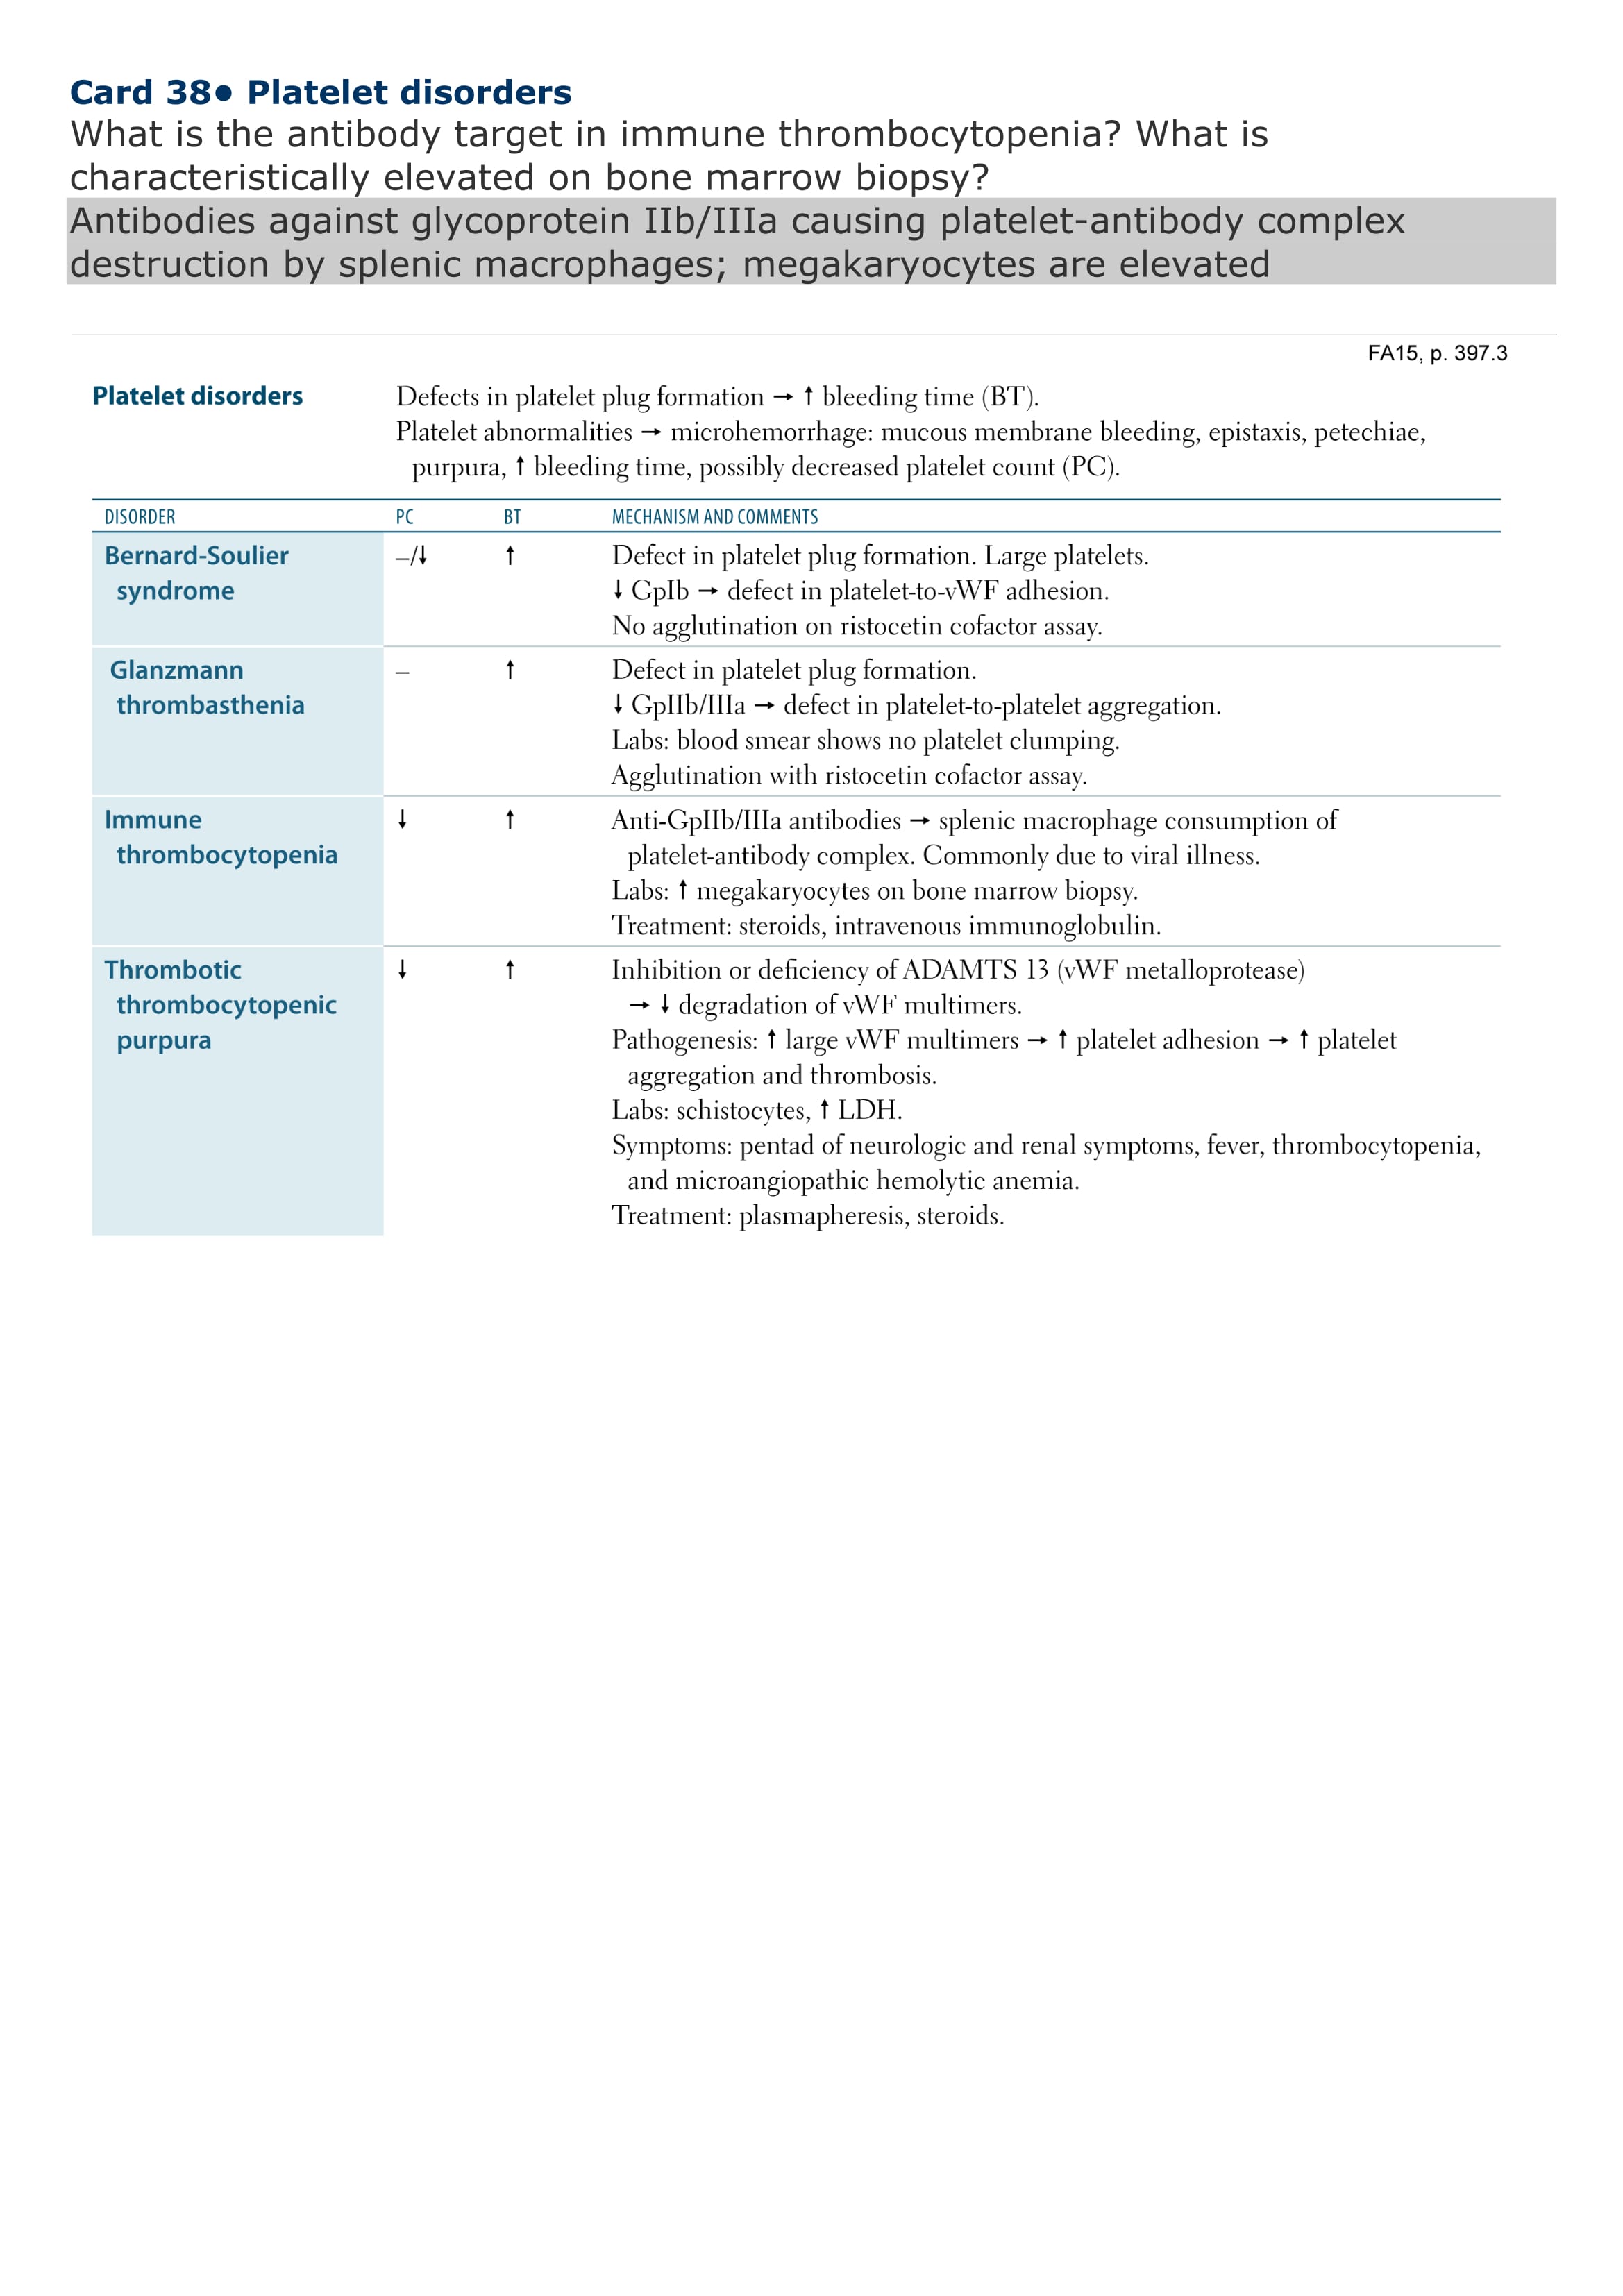 Card 38• Platelet disorders
What is the antibody target in immune thrombocytopenia? What is
characteristically elevated on bone marrow biopsy?
Antibodies against glycoprotein IIb/IIIa causing platelet-antibody complex
destruction by splenic macrophages; megakaryocytes are elevated
FA15, p. 397.3
Platelet disorders
Defects in platelet plug formation → ↑ bleeding time (BT).
Platelet abnormalities → microhemorrhage: mucous membrane bleeding, epistaxis, petechiae,
purpura, ↑ bleeding time, possibly decreased platelet count (PC).
DISORDER PC BT MECHANISM AND COMMENTS
Bernard-Soulier
syndrome
–/↓ ↑
Defect in platelet plug formation. Large platelets.
↓ GpIb → defect in platelet-to-vWF adhesion.
No agglutination on ristocetin cofactor assay.
Glanzmann
thrombasthenia
– ↑
Defect in platelet plug formation.
↓ GpIIb/IIIa → defect in platelet-to-platelet aggregation.
Labs: blood smear shows no platelet clumping.
Agglutination with ristocetin cofactor assay.
Immune
thrombocytopenia
↓ ↑
Anti-GpIIb/IIIa antibodies → splenic macrophage consumption of
platelet-antibody complex. Commonly due to viral illness.
Labs: ↑ megakaryocytes on bone marrow biopsy.
Treatment: steroids, intravenous immunoglobulin.
Thrombotic
thrombocytopenic
purpura
↓ ↑
Inhibition or deficiency of ADAMTS 13 (vWF metalloprotease)
→ ↓ degradation of vWF multimers.
Pathogenesis: ↑ large vWF multimers → ↑ platelet adhesion → ↑ platelet
aggregation and thrombosis.
Labs: schistocytes, ↑ LDH.
Symptoms: pentad of neurologic and renal symptoms, fever, thrombocytopenia,
and microangiopathic hemolytic anemia.
Treatment: plasmapheresis, steroids.